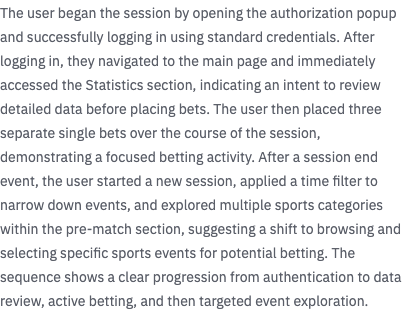 The user began the session by opening the authorization popup
and successfully logging in using standard credentials. After
logging in, they navigated to the main page and immediately
accessed the Statistics section, indicating an intent to review
detailed data before placing bets. The user then placed three
separate single bets over the course of the session,
demonstrating a focused betting activity. After a session end
event, the user started a new session, applied a time filter to
narrow down events, and explored multiple sports categories
within the pre-match section, suggesting a shift to browsing and
selecting specific sports events for potential betting. The
sequence shows a clear progression from authentication to data
review, active betting, and then targeted event exploration.